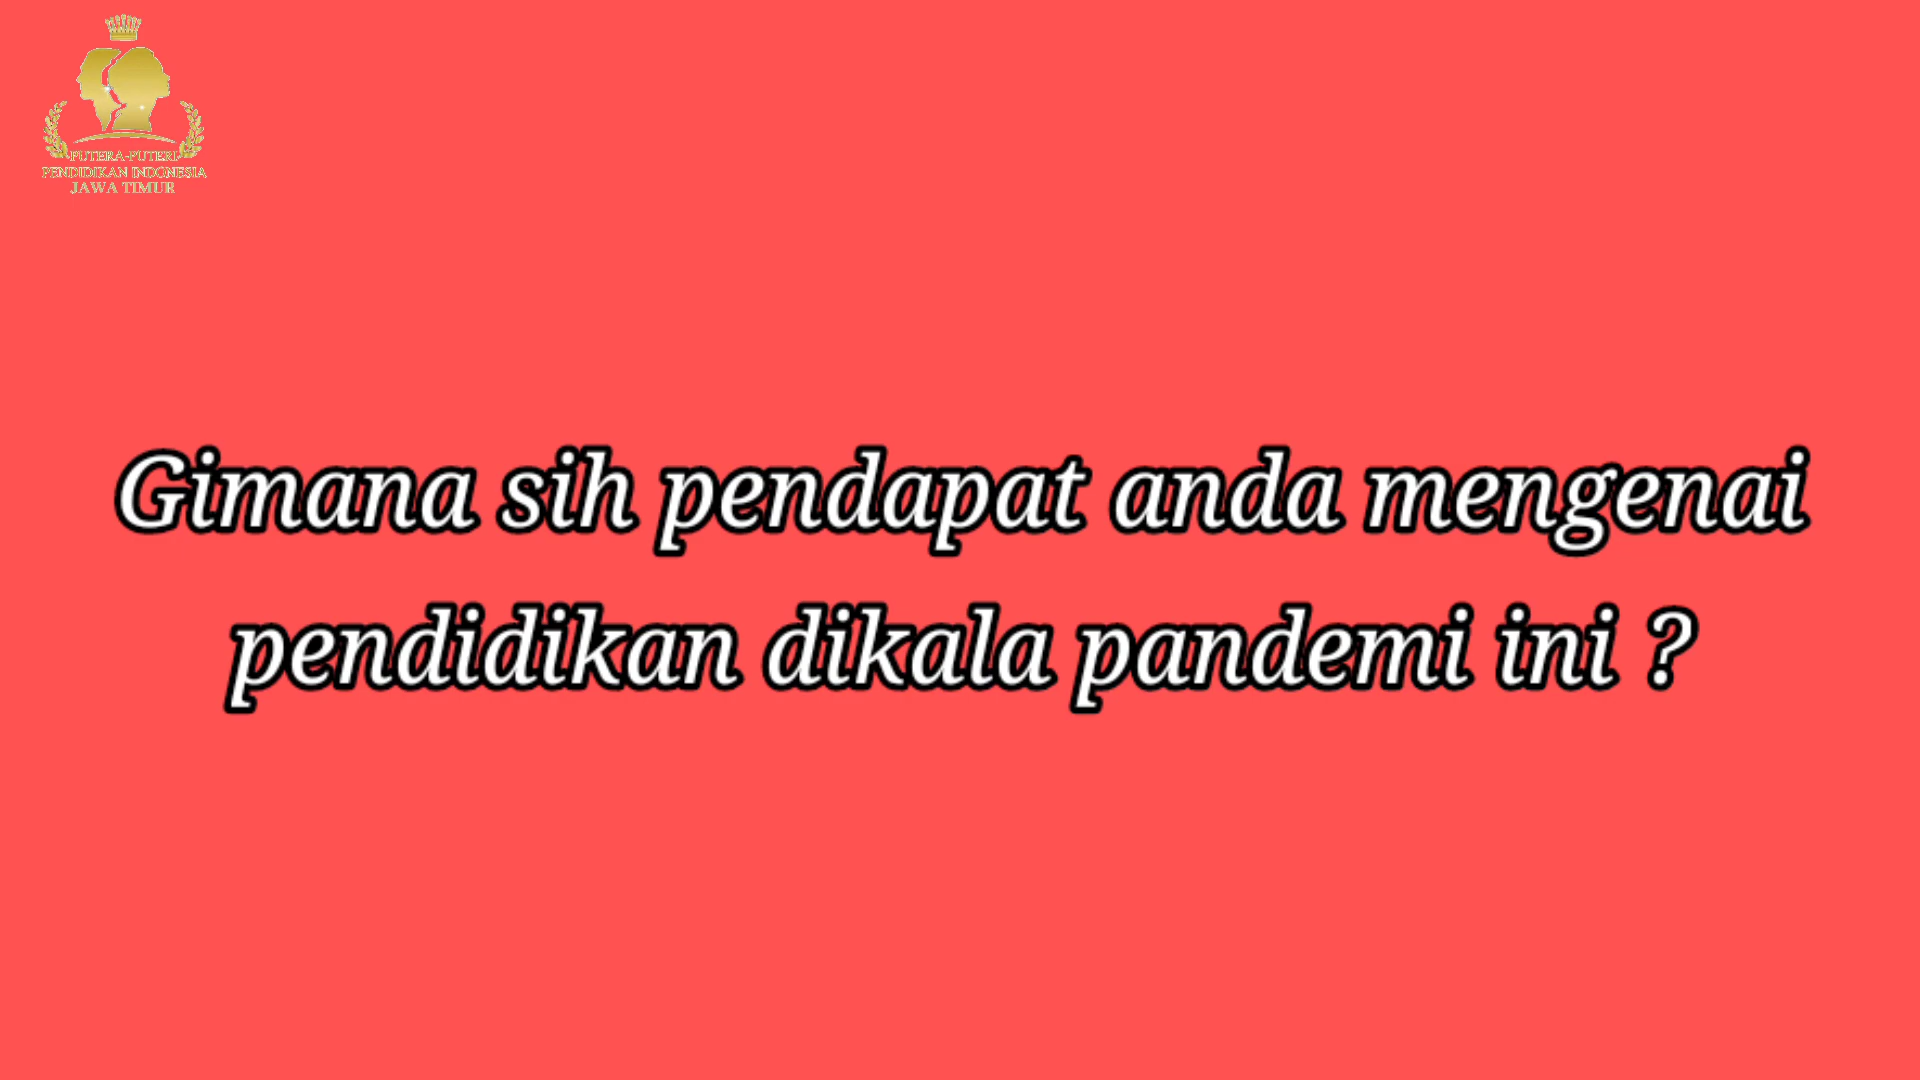 PUTERA-PUTERI
PENDIDIKAN INDONESIA
JAWA TIMUR
Gimana sih pendapat anda mengenai
pendidikan dikala pandemi ini ?